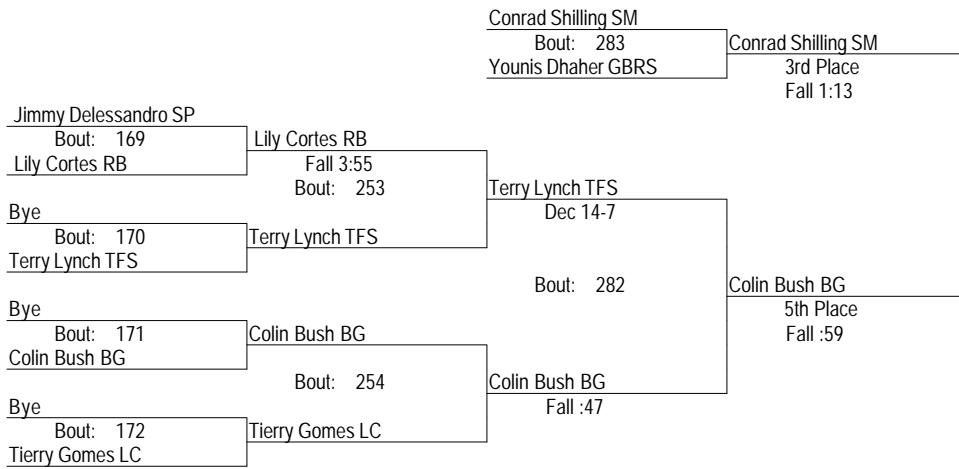 Conrad Shilling SM
Bout: 283
Conrad Shilling SM
Younis Dhaher GBRS
3rd Place
Fall 1:13
Jimmy Delessandro SP
Bout: 169
Lily Cortes RB
Lily Cortes RB
Fall 3:55
Bout: 253
Terry Lynch TFS
Dec 14-7
Bye
Bout: 170
Terry Lynch TFS
Terry Lynch TFS
Bout: 282
Colin Bush BG
5th Place
Fall :59
Bye
Bout: 171
Colin Bush BG
Colin Bush BG
Bout: 254
Colin Bush BG
Fall :47
Bye
Bout: 172
Tierry Gomes LC
Tierry Gomes LC